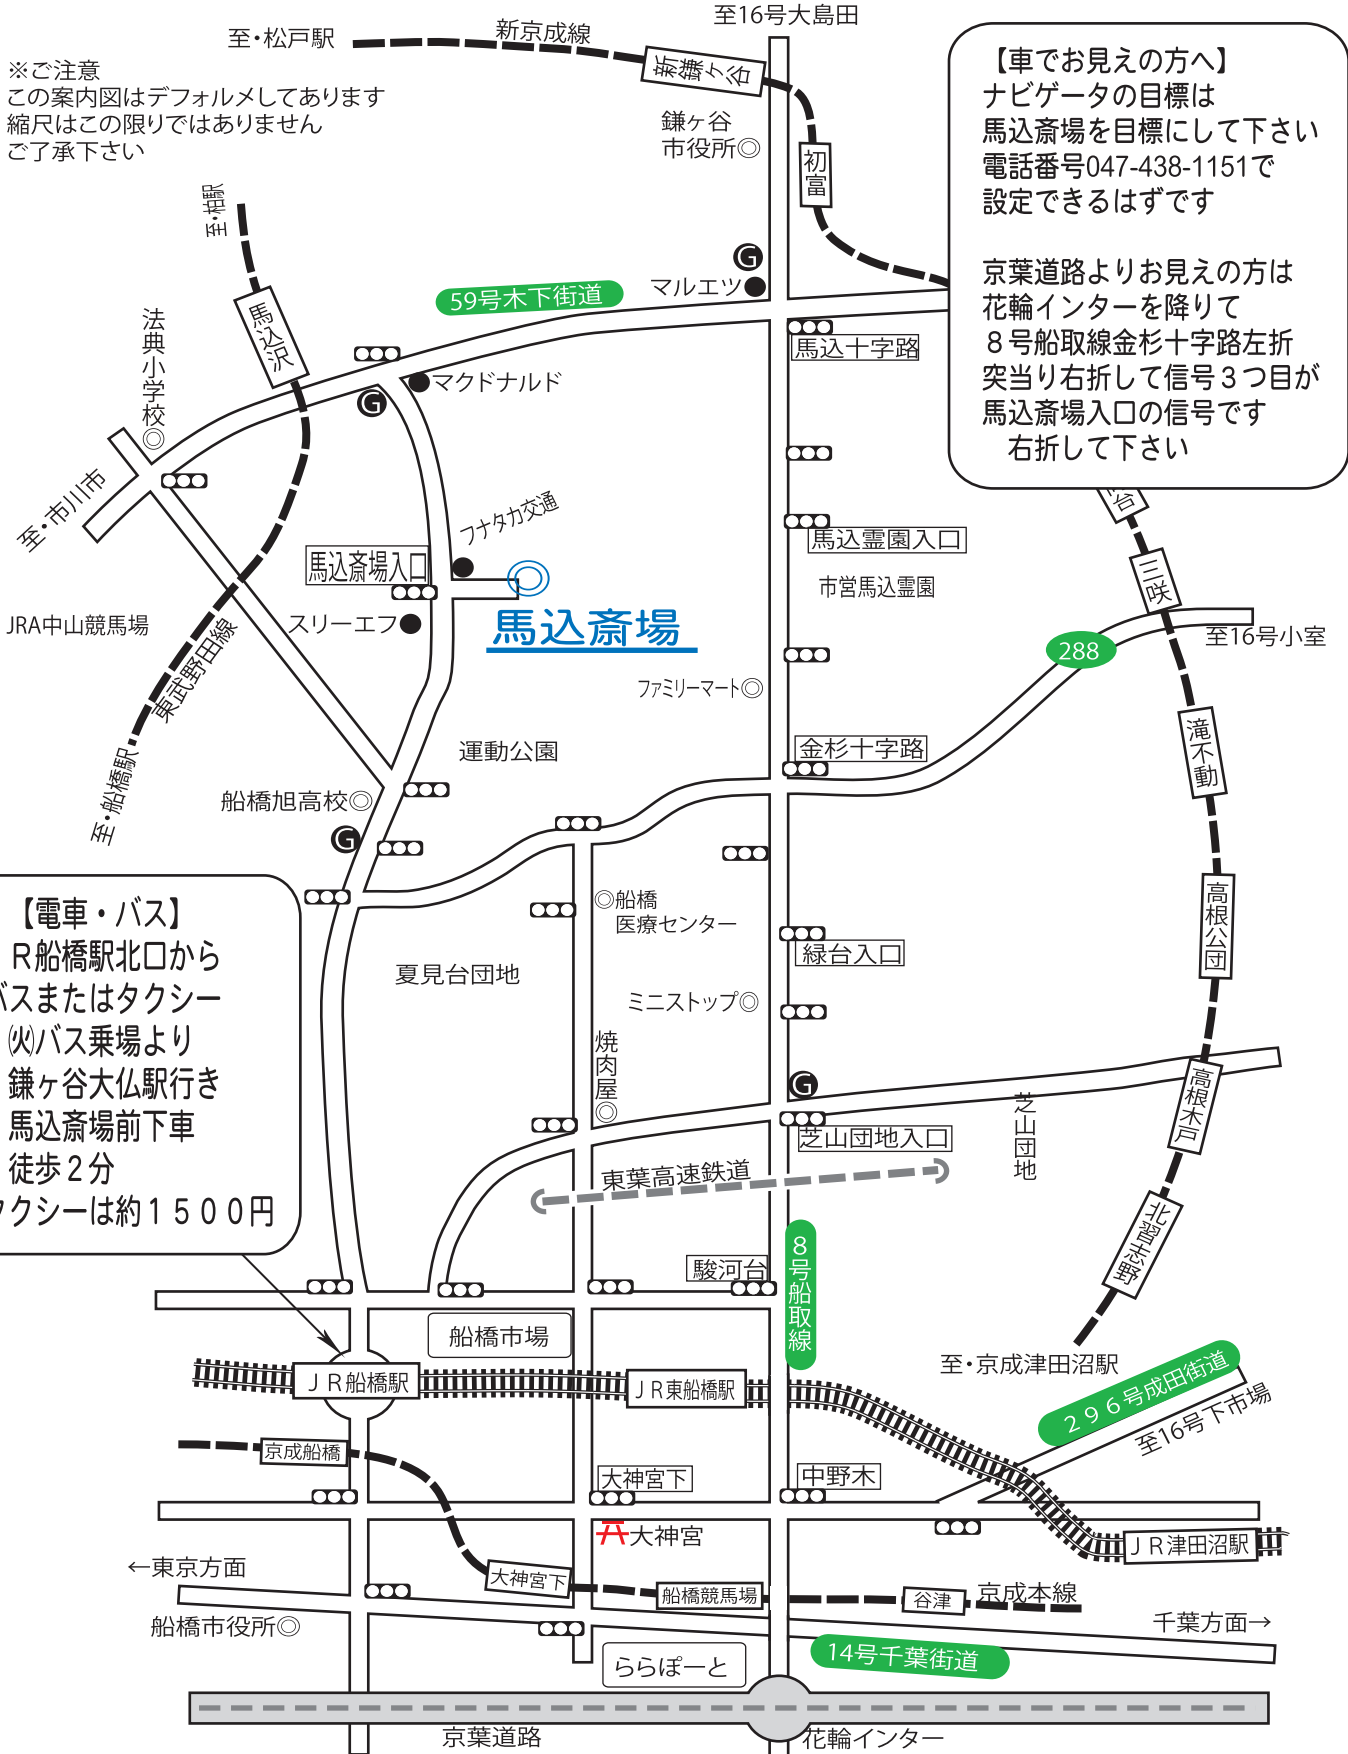 至16号大島田
至・松戸駅
新京成線
新鎌ヶ谷
※ご注意
この案内図はデフォルメしてあります
縮尺はこの限りではありません
ご了承下さい
鎌ヶ谷
市役所◎
初富
【車でお見えの方へ】
ナビゲータの目標は
馬込斎場を目標にして下さい
電話番号047-438-1151で
設定できるはずです
京葉道路よりお見えの方は
花輪インターを降りて
8号船取線金杉十字路左折
突当り右折して信号3つ目が
馬込斎場入口の信号です
右折して下さい
至・柏駅
馬込沢
法典小学校◎
59号木下街道
G
マルエツ
馬込十字路
マクドナルド
G
至・市川市
フナタカ交通
馬込斎場入口
馬込霊園入口
市営馬込霊園
台
三咲
JRA中山競馬場
スリーエフ
馬込斎場
東武野田線
288
至16号小室
ファミリーマート◎
滝不動
運動公園
金杉十字路
至・船橋駅
船橋旭高校◎
G
【電車・バス】
R船橋駅北口から
バスまたはタクシー
㈫バス乗場より
鎌ヶ谷大仏駅行き
馬込斎場前下車
徒歩2分
タクシーは約1500円
◎船橋
医療センター
高根公団
緑台入口
夏見台団地
ミニストップ◎
焼肉屋◎
G
高根木戸
芝山団地入口
芝山団地
東葉高速鉄道
北習志野
駿河台
8号船取線
船橋市場
至・京成津田沼駅
JR船橋駅
JR東船橋駅
296号成田街道
至16号下市場
京成船橋
大神宮下
中野木
大神宮
JR津田沼駅
←東京方面
大神宮下
船橋競馬場
谷津
京成本線
船橋市役所◎
千葉方面→
14号千葉街道
ららぽーと
京葉道路
花輪インター